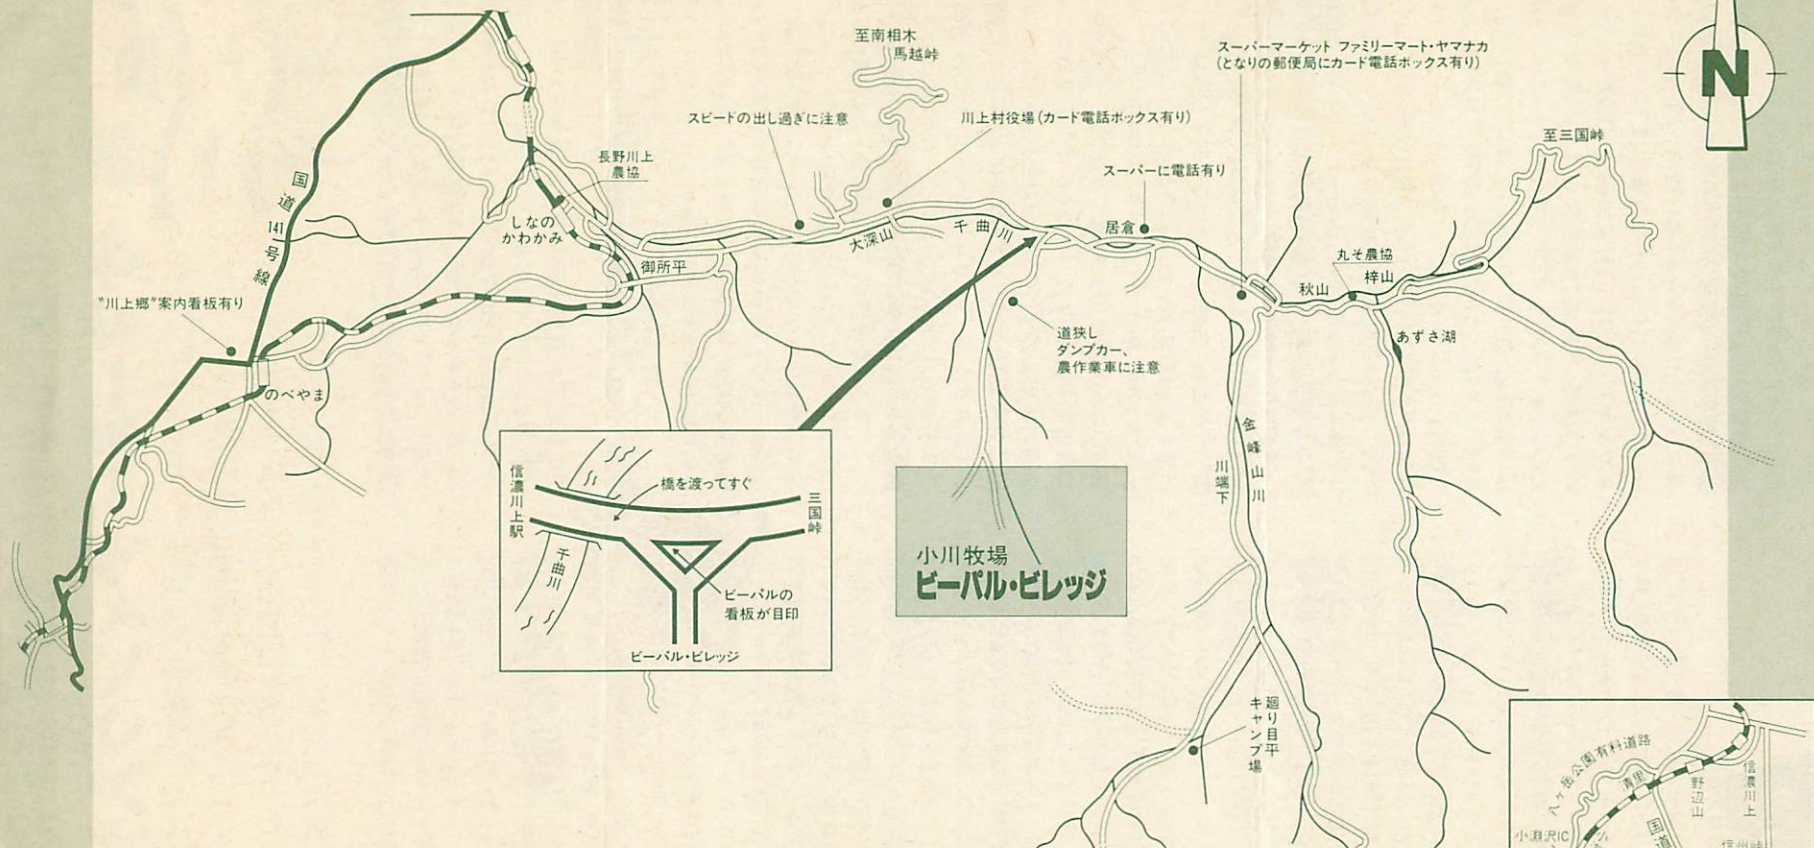 至南相木
馬越峠
スーパーマーケット ファミリーマート・ヤマナカ
(となりの郵便局にカード電話ボックス有り)
N
スピードの出し過ぎに注意
川上村役場(カード電話ボックス有り)
至三国峠
長野川上
農協
スーパーに電話有り
国道141号線
しなの
かわかみ
大深山
千曲川
居倉
丸そ農協
梓山
御所平
秋山
"川上郷"案内看板有り
道狭し
ダンプカー、
農作業車に注意
あずさ湖
のべやま
金峰山川
川端下
信濃川上駅
橋を渡ってすぐ
三国峠
千曲川
ビーパルの
看板が目印
ビーパル・ビレッジ
小川牧場
ビーパル・ビレッジ
廻り目平
キャンプ場
八ヶ岳公園有料道路
清里
野辺山
信濃川上
小淵沢IC
国道
信州峠